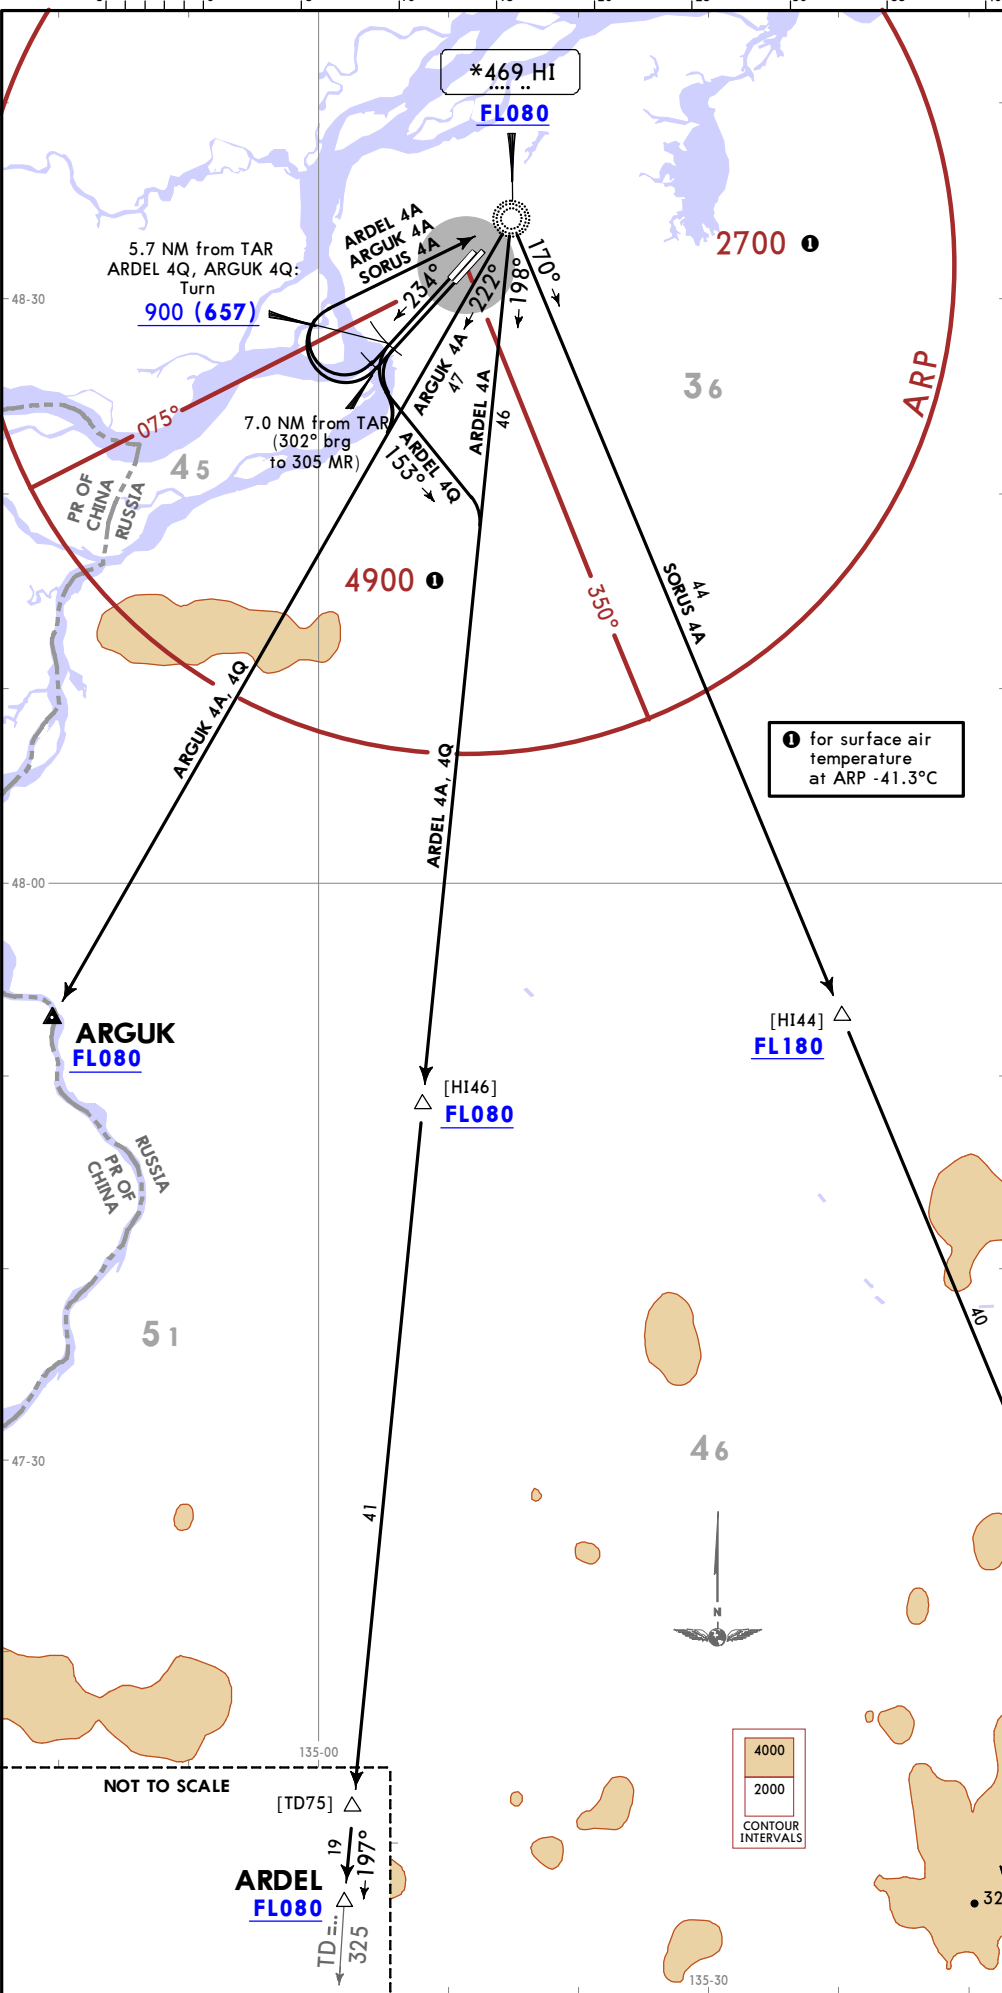 *469 HI
FL080
5.7 NM from TAR
ARDEL 4Q, ARGUK 4Q:
Turn
900 (657)
ARDEL 4A
ARGUK 4A
SORUS 4A
234°
222°
198°
170°
2700 ❶
48-30
ARP
075°
7.0 NM from TAR
(302° brg
to 305 MR)
ARGUK 4A
47
ARDEL 4A
46
36
45
PR OF
CHINA
RUSSIA
ARDEL 4Q
153°
4900 ❶
350°
44
SORUS 4A
ARGUK 4A, 4Q
ARDEL 4A, 4Q
❶ for surface air
temperature
at ARP -41.3°C
48-00
ARGUK
FL080
[HI44]
FL180
[HI46]
FL080
RUSSIA
PR OF
CHINA
40
51
46
47-30
41
N
135-00
NOT TO SCALE
[TD75]
19
197°
ARDEL
FL080
TD
325
4000
2000
CONTOUR
INTERVALS
135-30